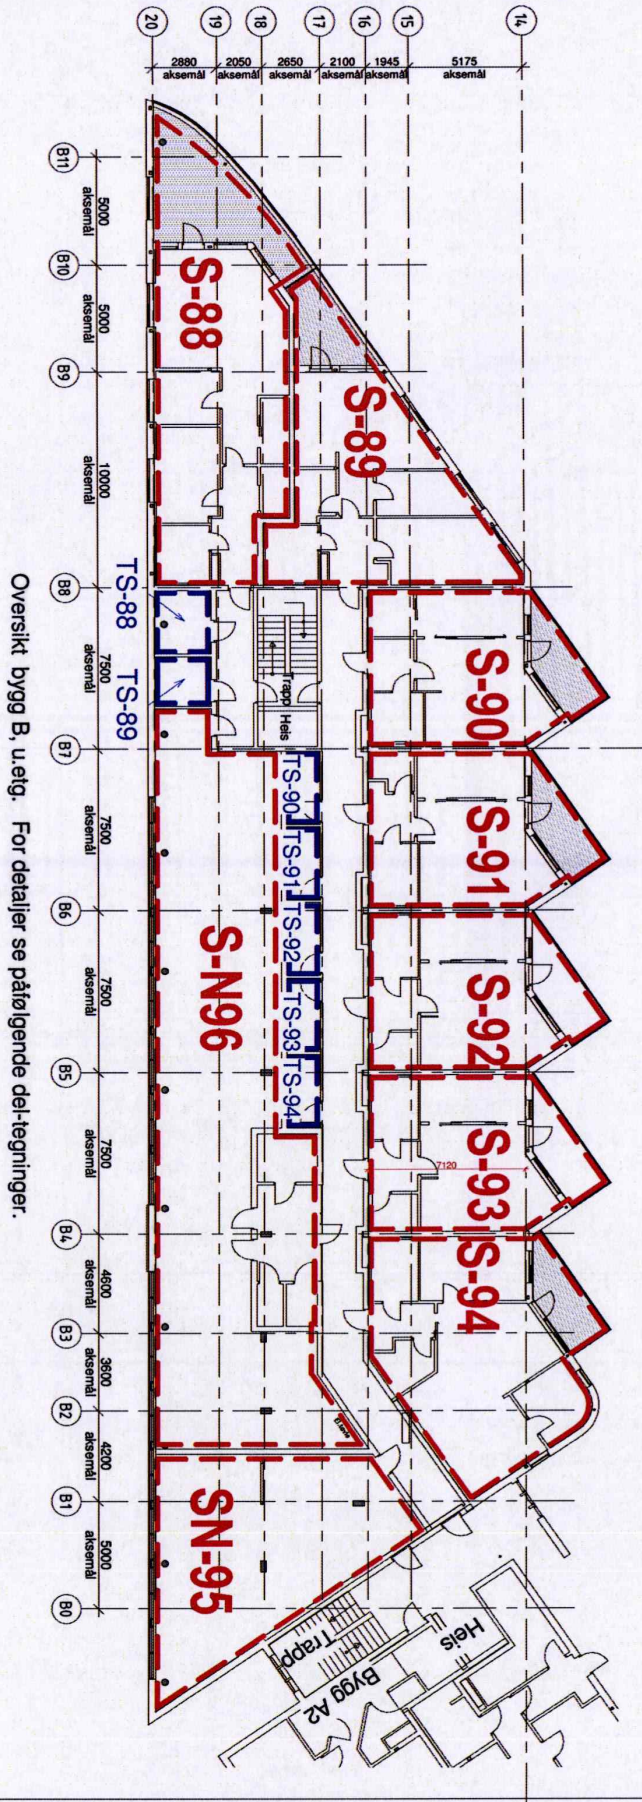 20
19
18
17
16
15
14
2880
aksemål
2050
aksemål
2650
aksemål
2100
aksemål
1945
aksemål
5175
aksemål
B11
5000
aksemål
B10
5000
aksemål
B9
10000
aksemål
B8
7500
aksemål
B7
7500
aksemål
B6
7500
aksemål
B5
7500
aksemål
B4
4600
aksemål
B3
3600
aksemål
B2
4200
aksemål
B1
5000
aksemål
B0
S-88
S-89
S-90
S-91
S-92
S-93
S-94
S-N96
SN-95
TS-88
TS-89
TS-90
TS-91
TS-92
TS-93
TS-94
Trapp
Heis
7120
Trapp
Heis
Bygg A2
Oversikt bygg B, u.etg. For detaljer se påfølgende del-tegninger.